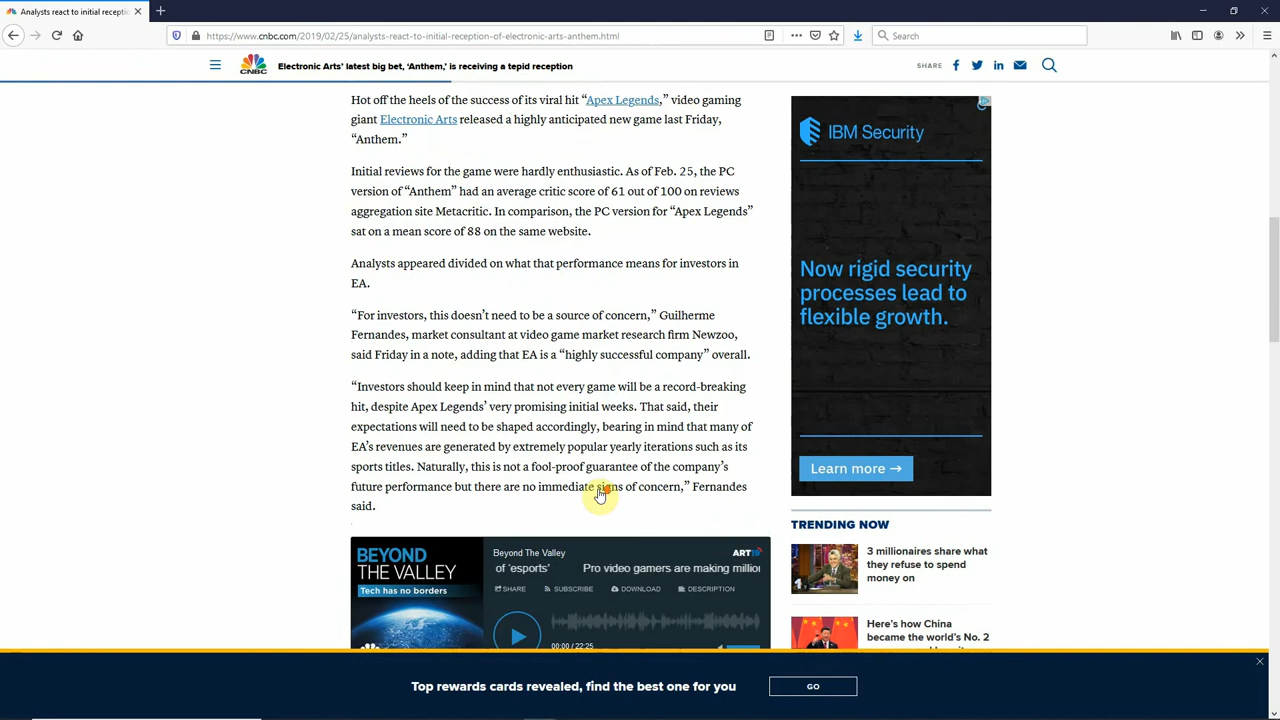 Analysts react to initial receptio
https://www.cnbc.com/2019/02/25/analysts-react-to-initial-reception-of-electronic-arts-anthem.html
Search
CNBC
Electronic Arts’ latest big bet, ‘Anthem,’ is receiving a tepid reception
SHARE
Hot off the heels of the success of its viral hit “Apex Legends,” video gaming
giant Electronic Arts released a highly anticipated new game last Friday,
“Anthem.”
Initial reviews for the game were hardly enthusiastic. As of Feb. 25, the PC
version of “Anthem” had an average critic score of 61 out of 100 on reviews
aggregation site Metacritic. In comparison, the PC version for “Apex Legends”
sat on a mean score of 88 on the same website.
Analysts appeared divided on what that performance means for investors in
EA.
“For investors, this doesn’t need to be a source of concern,” Guilherme
Fernandes, market consultant at video game market research firm Newzoo,
said Friday in a note, adding that EA is a “highly successful company” overall.
“Investors should keep in mind that not every game will be a record-breaking
hit, despite Apex Legends’ very promising initial weeks. That said, their
expectations will need to be shaped accordingly, bearing in mind that many of
EA’s revenues are generated by extremely popular yearly iterations such as its
sports titles. Naturally, this is not a fool-proof guarantee of the company’s
future performance but there are no immediate signs of concern,” Fernandes
said.
BEYOND
THE VALLEY
Tech has no borders
Beyond The Valley
ART19
of ‘esports’ Pro video gamers are making millio
SHARE SUBSCRIBE DOWNLOAD DESCRIPTION
00:00 / 22:25
IBM Security
Now rigid security
processes lead to
flexible growth.
Learn more →
TRENDING NOW
3 millionaires share what
they refuse to spend
money on
Here’s how China
became the world’s No. 2
Top rewards cards revealed, find the best one for you
GO